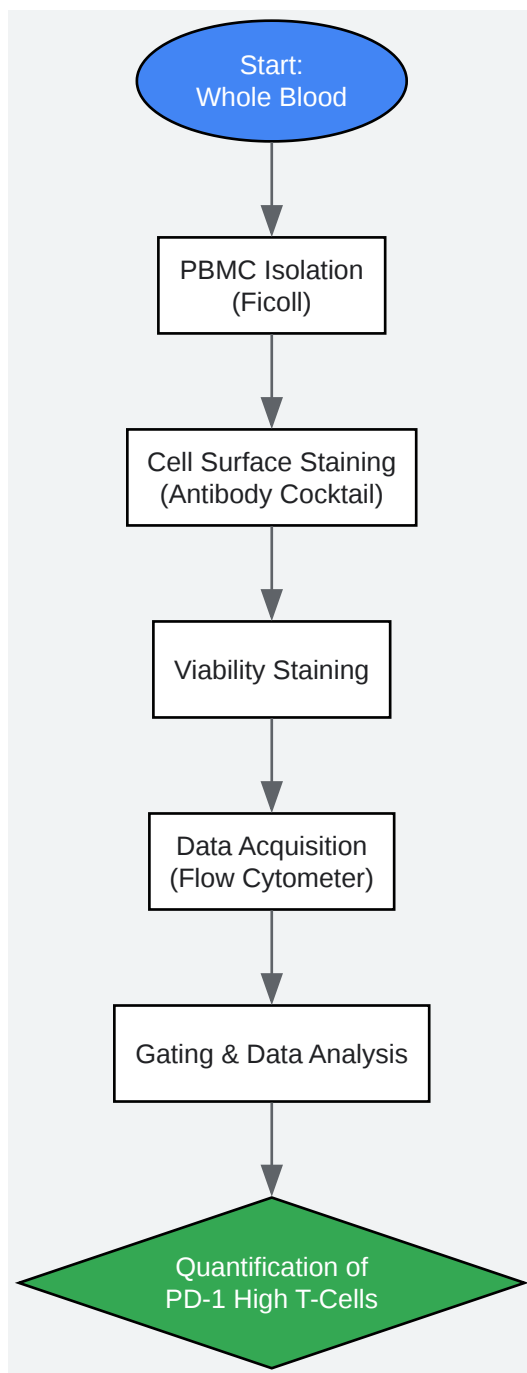 Start:
Whole Blood
PBMC Isolation
(Ficoll)
Cell Surface Staining
(Antibody Cocktail)
Viability Staining
Data Acquisition
(Flow Cytometer)
Gating & Data Analysis
Quantification of
PD-1 High T-Cells